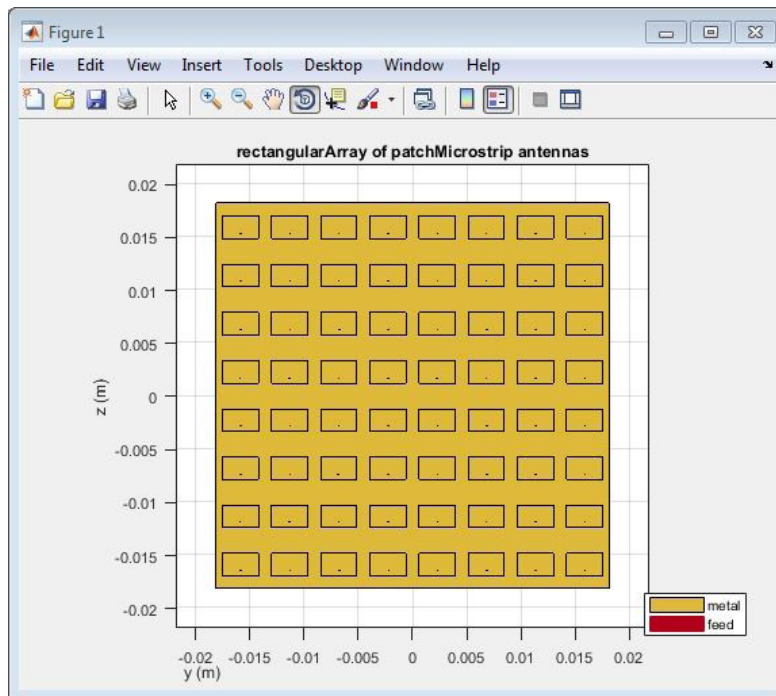 Figure 1
File Edit View Insert Tools Desktop Window Help
rectangularArray of patchMicrostrip antennas
0.02
0.015
0.01
0.005
0
-0.005
-0.01
-0.015
-0.02
z (m)
-0.02 -0.015 -0.01 -0.005 0 0.005 0.01 0.015 0.02
y (m)
metal
feed